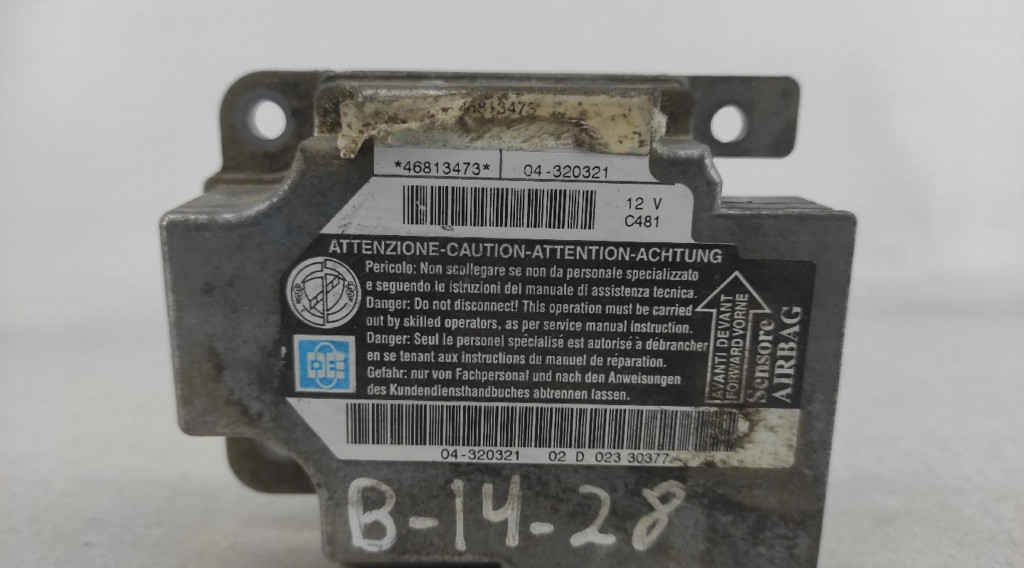 46813473
*46813473* 04-320321
12 V
C481
ATTENZIONE-CAUTION-ATTENTION-ACHTUNG
Pericolo: Non scollegare se non da personale specializzato
e seguendo le istruzioni del manuale di assistenza tecnica.
Danger: Do not disconnect! This operation must be carried
out by skilled operators, as per service manual instruction.
Danger: Seul le personel spécialisé est autorisé à débrancher
en se tenant aux instructions du manuel de réparation.
Gefahr: nur von Fachpersonal und nach den Anweisungen
des Kundendiensthandbuches abtrennen lassen.
AVANTI DEVANT
FORWARD VORNE
Sensore
AIRBAG
04-320321 02 D 023 30377
B-14-28